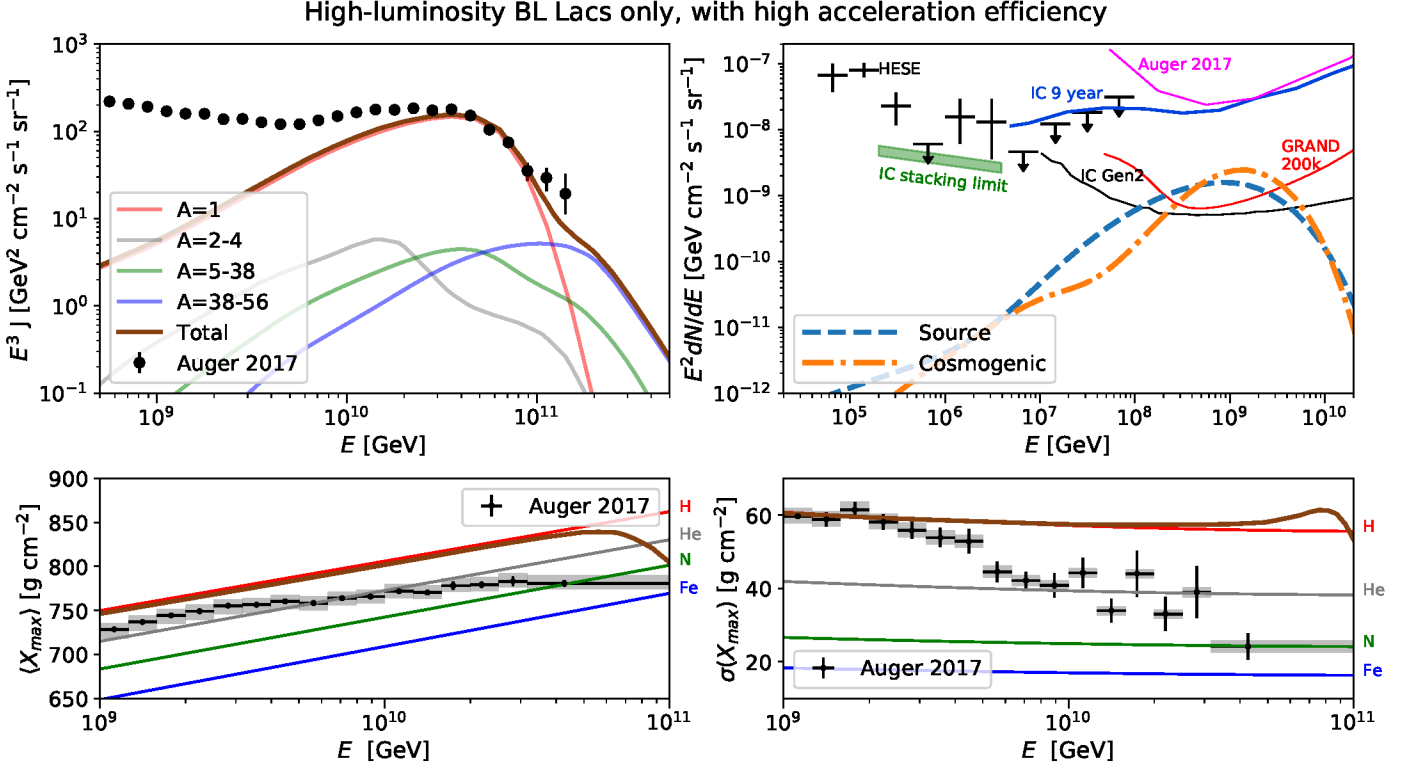 High-luminosity BL Lacs only, with high acceleration efficiency
10³
10²
10¹
10⁰
10⁻¹
E³ J [GeV² cm⁻² s⁻¹ sr⁻¹]
A=1
A=2-4
A=5-38
A=38-56
Total
Auger 2017
10⁹
10¹⁰
10¹¹
E [GeV]
10⁻⁷
10⁻⁸
10⁻⁹
10⁻¹⁰
10⁻¹¹
10⁻¹²
E²dN/dE [GeV cm⁻² s⁻¹ sr⁻¹]
HESE
Auger 2017
IC 9 year
GRAND
200k
IC Gen2
IC stacking limit
Source
Cosmogenic
10⁵
10⁶
10⁷
10⁸
10⁹
10¹⁰
E [GeV]
900
850
800
750
700
650
⟨Xmax⟩ [g cm⁻²]
Auger 2017
H
He
N
Fe
10⁹
10¹⁰
10¹¹
E [GeV]
60
40
20
σ(Xmax) [g cm⁻²]
Auger 2017
H
He
N
Fe
10⁹
10¹⁰
10¹¹
E [GeV]